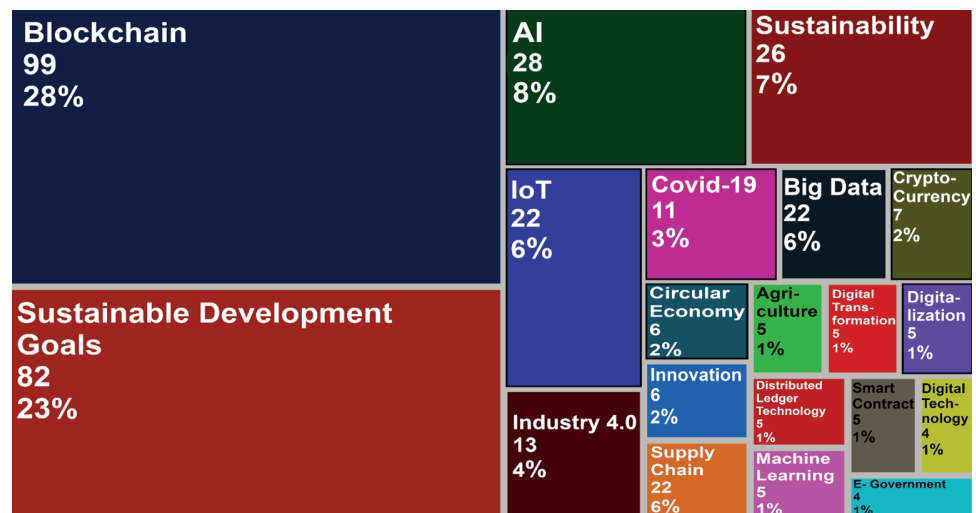 Blockchain
99
28%
Sustainable Development
Goals
82
23%
AI
28
8%
Sustainability
26
7%
IoT
22
6%
Covid-19
11
3%
Big Data
22
6%
Crypto-
Currency
7
2%
Industry 4.0
13
4%
Circular
Economy
6
2%
Agri-
culture
5
1%
Digital
Trans-
formation
5
1%
Digita-
lization
5
1%
Innovation
6
2%
Distributed
Ledger
Technology
5
1%
Smart
Contract
5
1%
Digital
Tech-
nology
4
1%
Supply
Chain
22
6%
Machine
Learning
5
1%
E- Government
4
1%